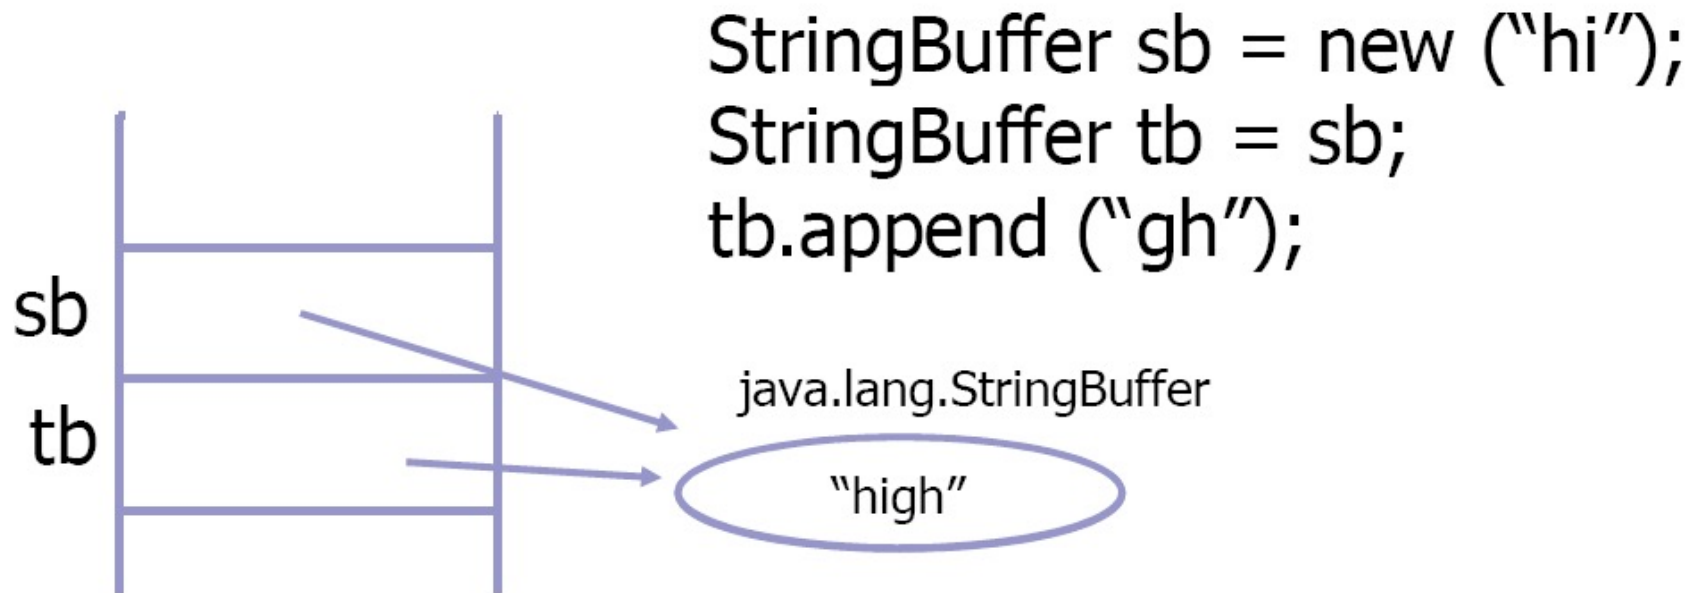 StringBuffer sb = new (“hi”);
StringBuffer tb = sb;
tb.append (“gh”);
sb
java.lang.StringBuffer
tb
“high”